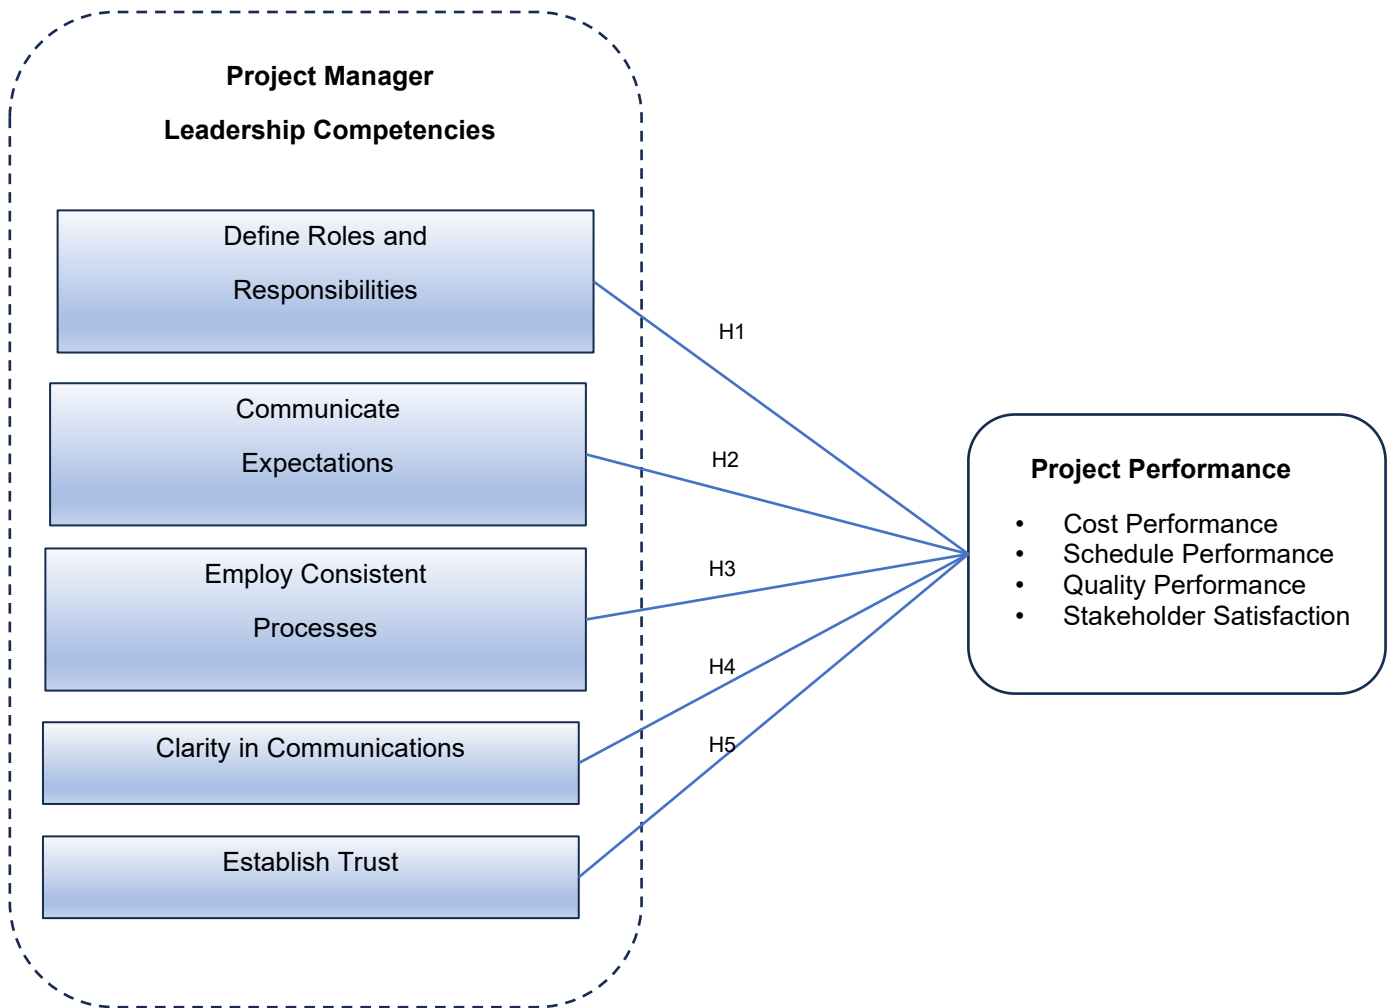 Project Manager
Leadership Competencies
Define Roles and
Responsibilities
Communicate
Expectations
Employ Consistent
Processes
Clarity in Communications
Establish Trust
H1
H2
H3
H4
H5
Project Performance
• Cost Performance
• Schedule Performance
• Quality Performance
• Stakeholder Satisfaction